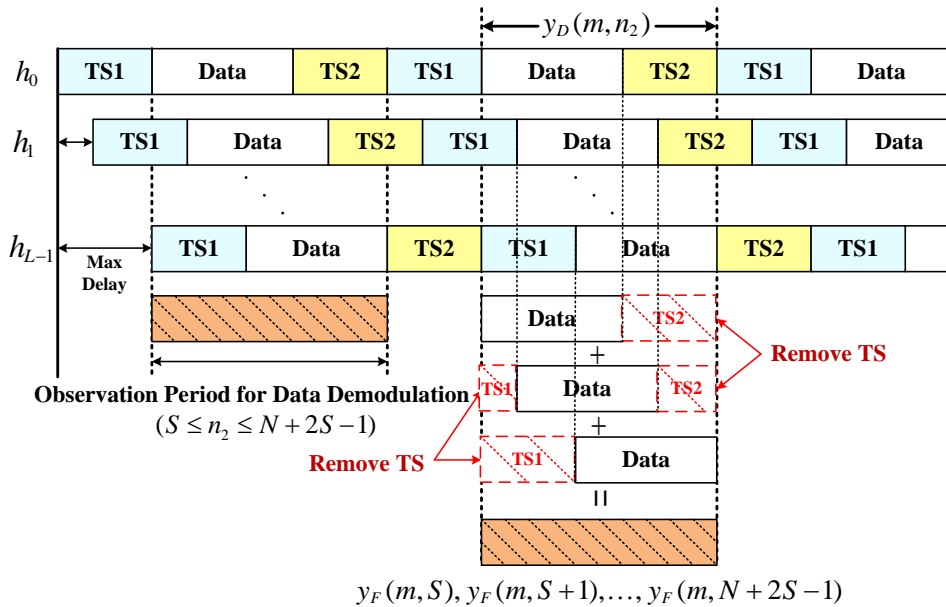 y_D(m, n_2)
h_0 TS1 Data TS2 TS1 Data TS2 TS1 Data
h_1 TS1 Data TS2 TS1 Data TS2 TS1 Data
h_{L-1} TS1 Data TS2 TS1 Data TS2 TS1
Max
Delay
Data TS2
+
Remove TS
TS1 Data TS2
Observation Period for Data Demodulation
(S ≤ n_2 ≤ N + 2S − 1)
+
Remove TS
TS1 Data
=
y_F(m, S), y_F(m, S+1), ..., y_F(m, N + 2S − 1)